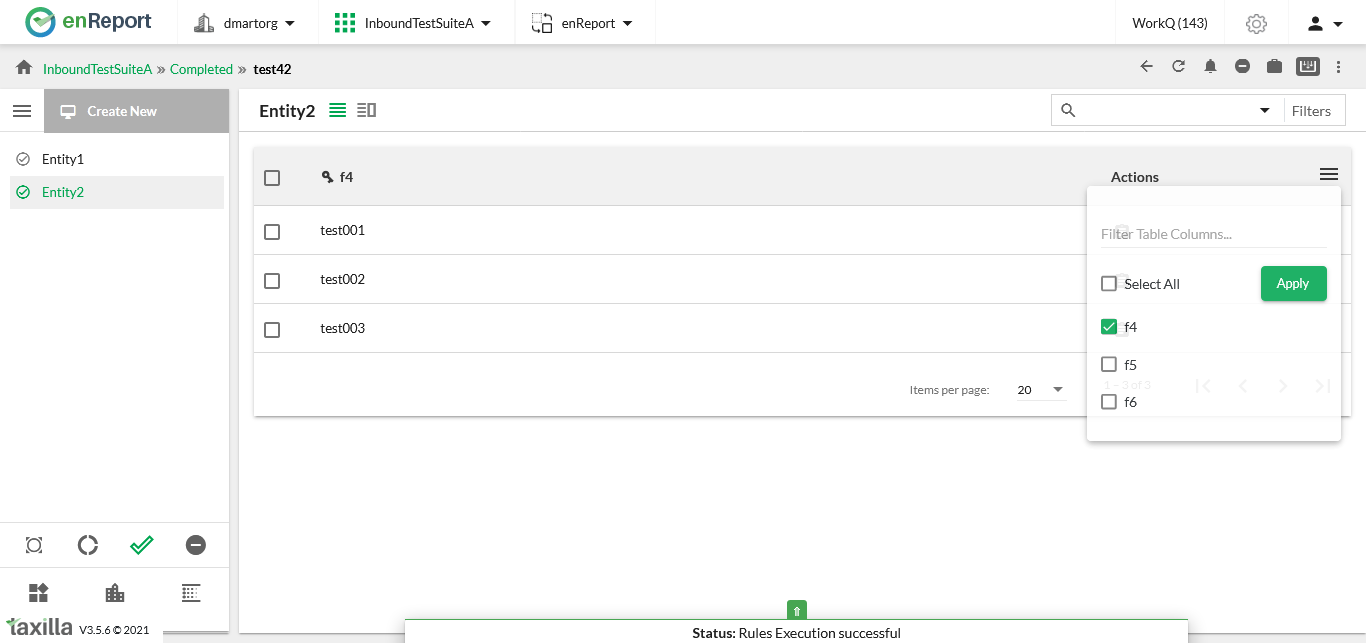 enReport
dmartorg
InboundTestSuiteA
enReport
WorkQ (143)
InboundTestSuiteA » Completed » test42
Create New
Entity1
Entity2
Entity2
Filters
f4
Actions
test001
test002
test003
Items per page:
20
1 – 3 of 3
Filter Table Columns...
Select All
Apply
f4
f5
f6
taxilla
V3.5.6 © 2021
Status: Rules Execution successful